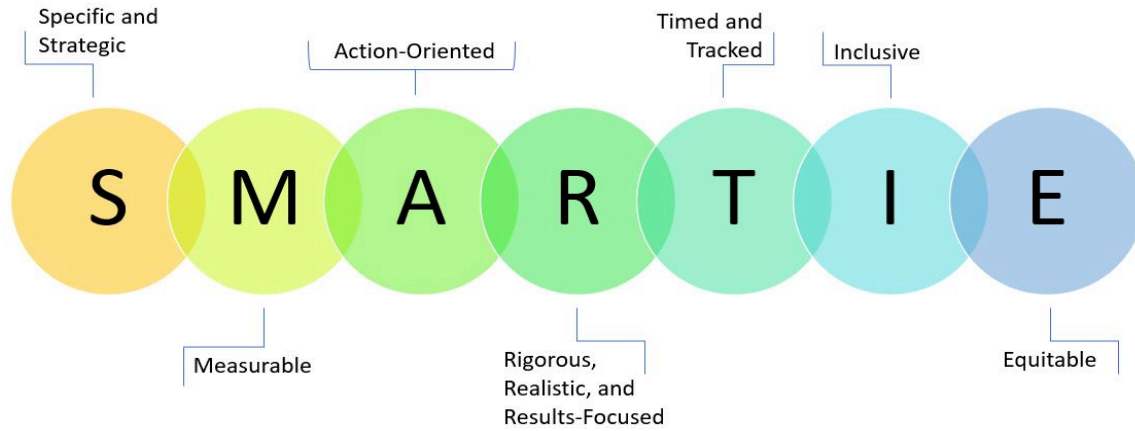 Specific and
Strategic
Action-Oriented
Timed and
Tracked
Inclusive
S M A R T I E
Measurable
Rigorous,
Realistic, and
Results-Focused
Equitable